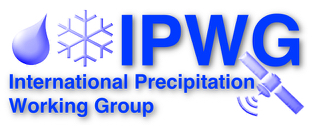 IPWG
International Precipitation
Working Group